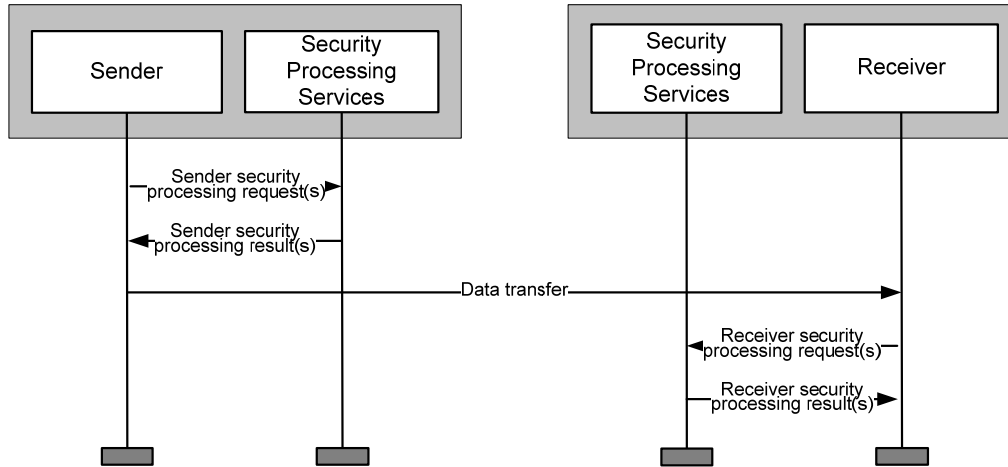 Sender
Security
Processing
Services
Security
Processing
Services
Receiver
Sender security
processing request(s)
Sender security
processing result(s)
Data transfer
Receiver security
processing request(s)
Receiver security
processing result(s)